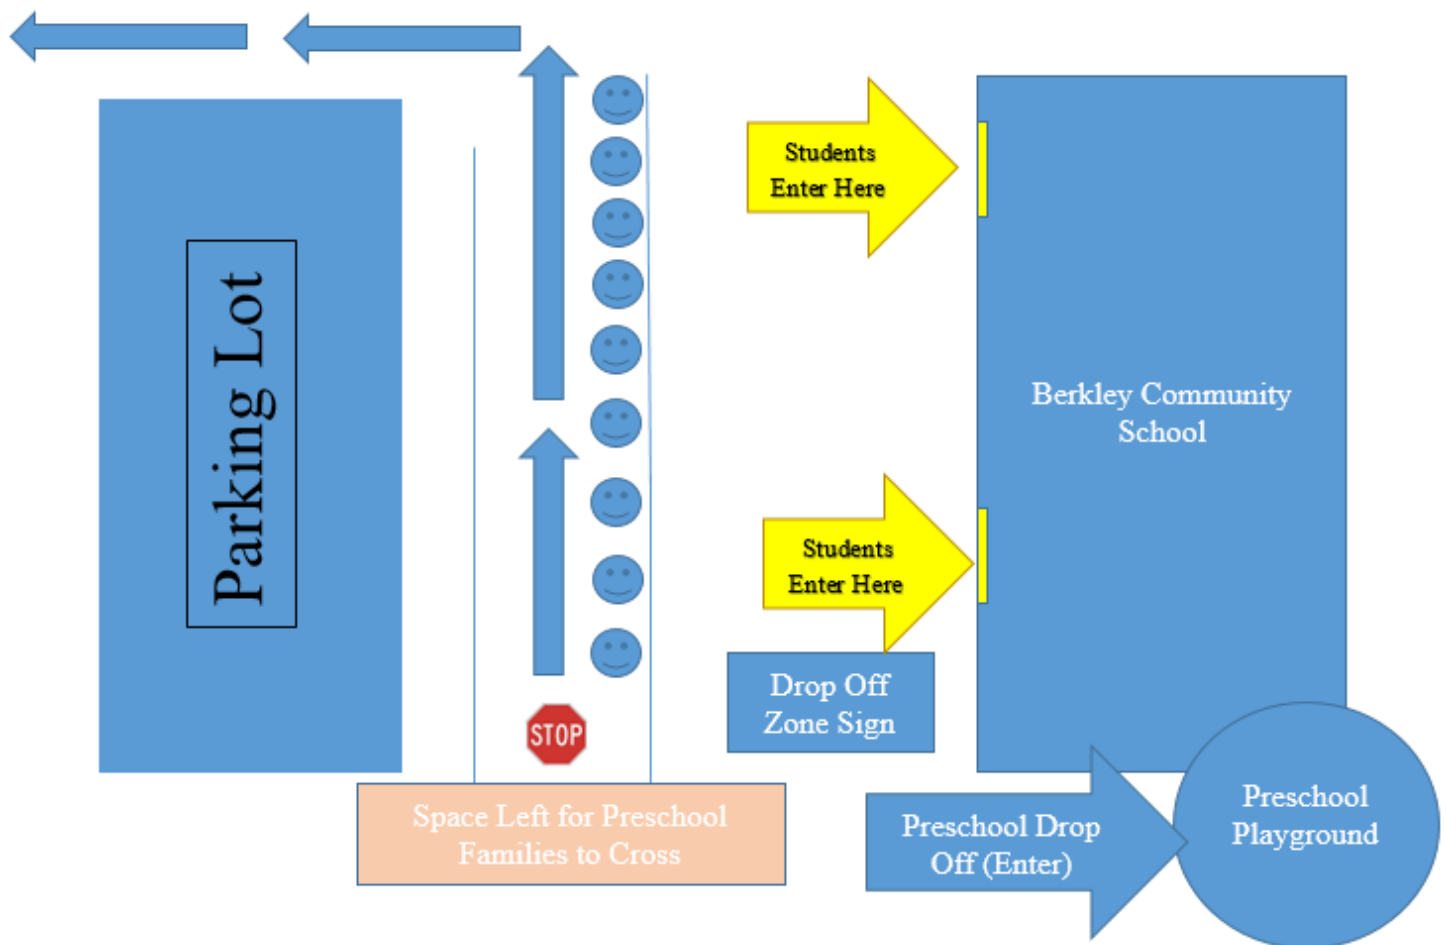 Students
Enter Here
Parking Lot
Berkley Community
School
Students
Enter Here
Drop Off
Zone Sign
STOP
Space Left for Preschool
Families to Cross
Preschool Drop
Off (Enter)
Preschool
Playground